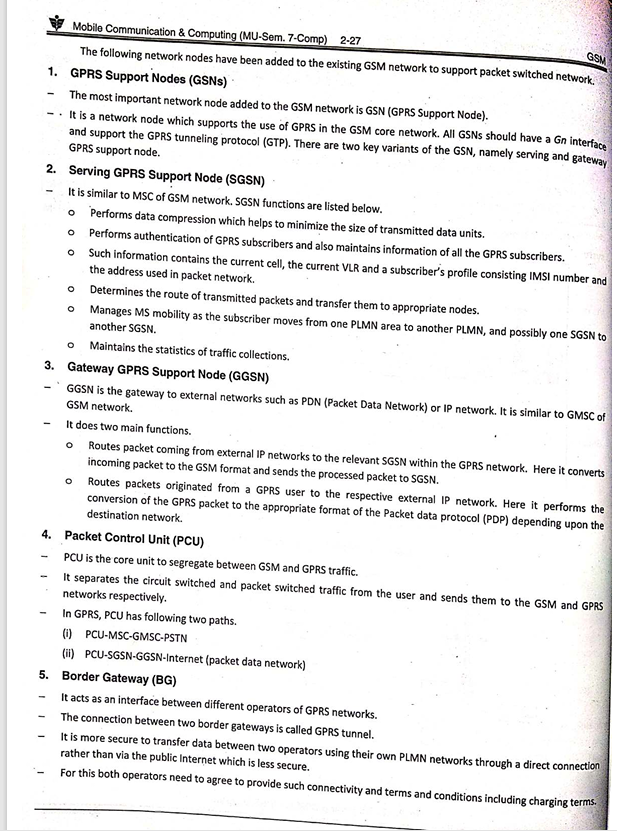 Mobile Communication & Computing (MU-Sem. 7-Comp) 2-27
GSM
The following network nodes have been added to the existing GSM network to support packet switched network.
1. GPRS Support Nodes (GSNs)
– The most important network node added to the GSM network is GSN (GPRS Support Node).
– It is a network node which supports the use of GPRS in the GSM core network. All GSNs should have a Gn interface
and support the GPRS tunneling protocol (GTP). There are two key variants of the GSN, namely serving and gateway
GPRS support node.
2. Serving GPRS Support Node (SGSN)
– It is similar to MSC of GSM network. SGSN functions are listed below.
o Performs data compression which helps to minimize the size of transmitted data units.
o Performs authentication of GPRS subscribers and also maintains information of all the GPRS subscribers.
o Such information contains the current cell, the current VLR and a subscriber's profile consisting IMSI number and
the address used in packet network.
o Determines the route of transmitted packets and transfer them to appropriate nodes.
o Manages MS mobility as the subscriber moves from one PLMN area to another PLMN, and possibly one SGSN to
another SGSN.
o Maintains the statistics of traffic collections.
3. Gateway GPRS Support Node (GGSN)
– GGSN is the gateway to external networks such as PDN (Packet Data Network) or IP network. It is similar to GMSC of
GSM network.
– It does two main functions.
o Routes packet coming from external IP networks to the relevant SGSN within the GPRS network. Here it converts
incoming packet to the GSM format and sends the processed packet to SGSN.
o Routes packets originated from a GPRS user to the respective external IP network. Here it performs the
conversion of the GPRS packet to the appropriate format of the Packet data protocol (PDP) depending upon the
destination network.
4. Packet Control Unit (PCU)
– PCU is the core unit to segregate between GSM and GPRS traffic.
– It separates the circuit switched and packet switched traffic from the user and sends them to the GSM and GPRS
networks respectively.
– In GPRS, PCU has following two paths.
(i) PCU-MSC-GMSC-PSTN
(ii) PCU-SGSN-GGSN-Internet (packet data network)
5. Border Gateway (BG)
– It acts as an interface between different operators of GPRS networks.
– The connection between two border gateways is called GPRS tunnel.
– It is more secure to transfer data between two operators using their own PLMN networks through a direct connection
rather than via the public Internet which is less secure.
– For this both operators need to agree to provide such connectivity and terms and conditions including charging terms.